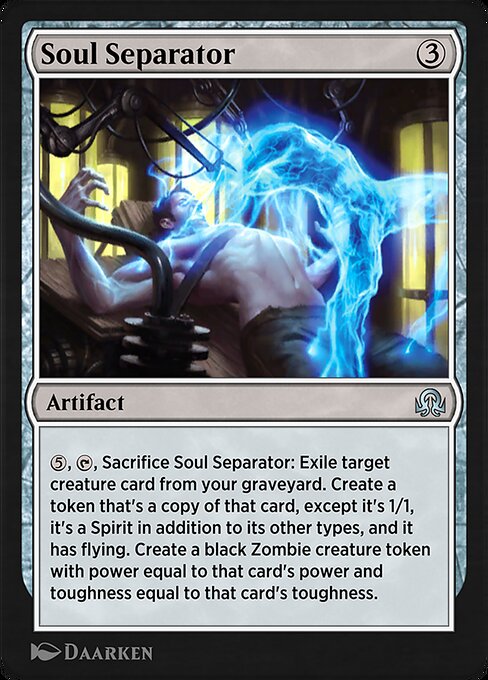 Soul Separator 3
Artifact
5, T, Sacrifice Soul Separator: Exile target
creature card from your graveyard. Create a
token that's a copy of that card, except it's 1/1,
it's a Spirit in addition to its other types, and it
has flying. Create a black Zombie creature token
with power equal to that card's power and
toughness equal to that card's toughness.
Daarken